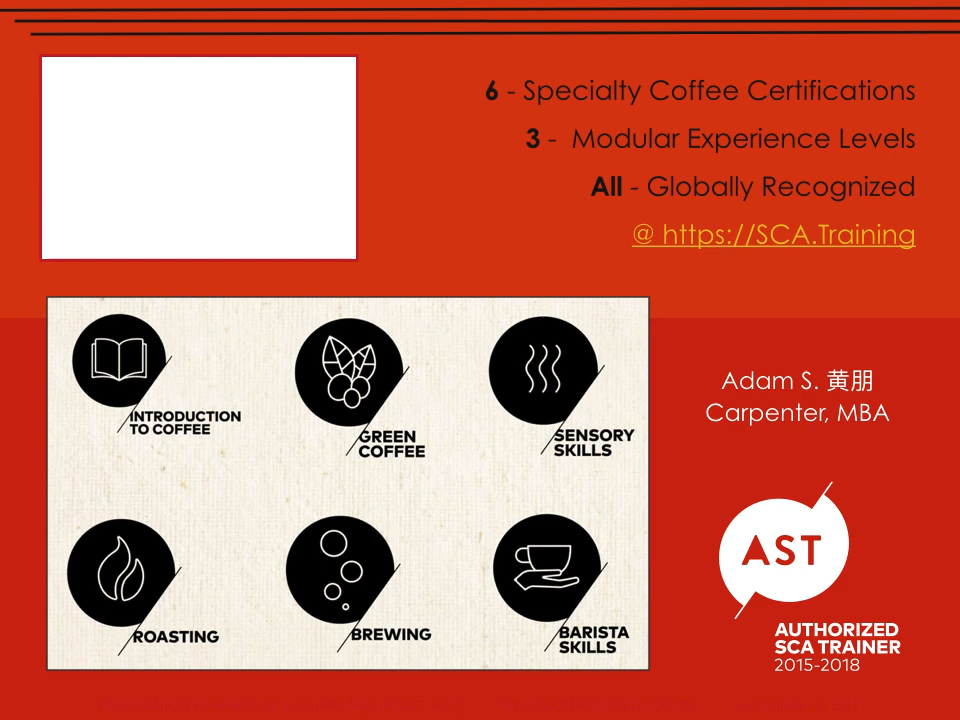 6 - Specialty Coffee Certifications
3 - Modular Experience Levels
All - Globally Recognized
@ https://SCA.Training
INTRODUCTION
TO COFFEE
GREEN
COFFEE
SENSORY
SKILLS
ROASTING
BREWING
BARISTA
SKILLS
Adam S. 黄朋
Carpenter, MBA
AST
AUTHORIZED
SCA TRAINER
2015-2018